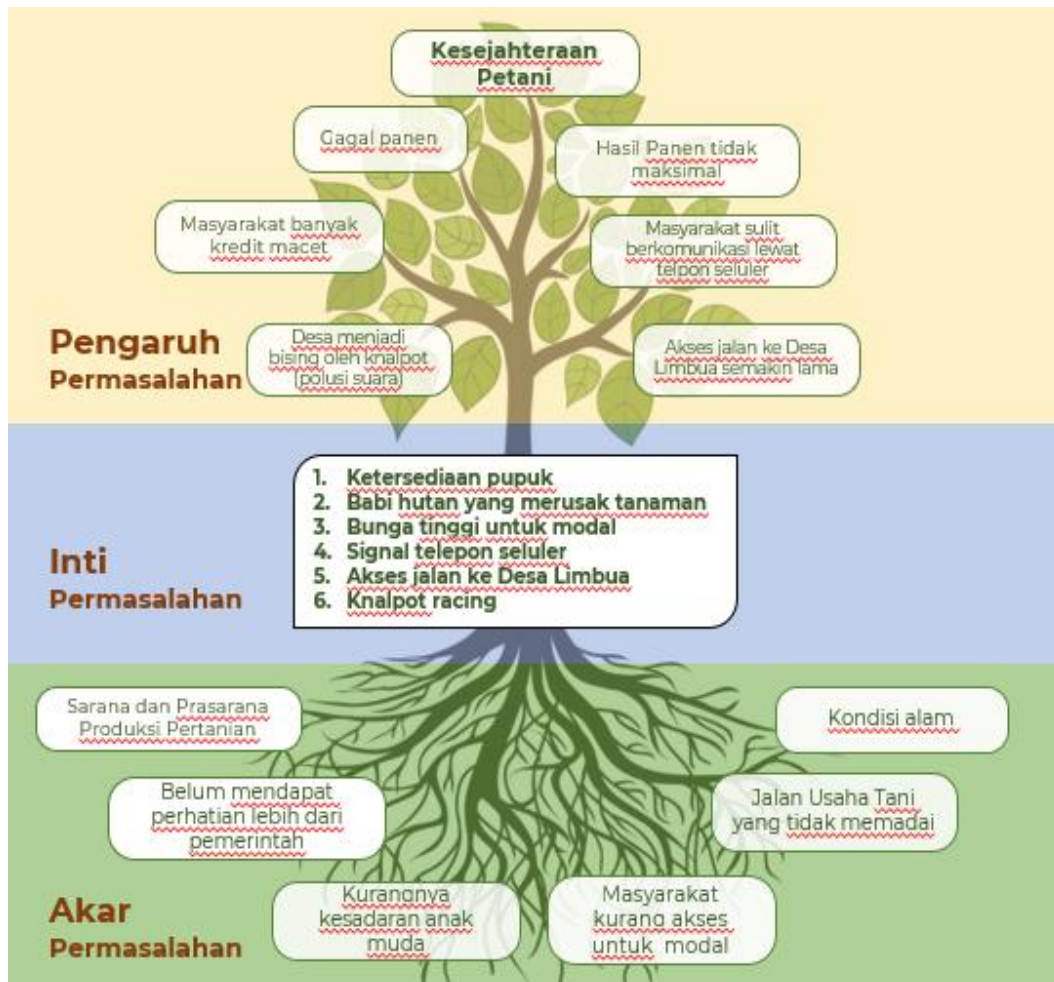 Kesejahteraan
Petani
Gagal panen
Hasil Panen tidak
maksimal
Masyarakat banyak
kredit macet
Masyarakat sulit
berkomunikasi lewat
telpon seluler
Pengaruh
Permasalahan
Desa menjadi
bising olen knalpot
(polusi suara)
Akses jalan ke Desa
Limbua semakin lama
Inti
Permasalahan
1. Ketersediaan pupuk
2. Babi hutan yang merusak tanaman
3. Bunga tinggi untuk modal
4. Signal telepon seluler
5. Akses jalan ke Desa Limbua
6. Knalpot racing
Sarana dan Prasarana
Produksi Pertanian
Kondisi alam
Belum mendapat
perhatian lebih dari
pemerintah
Jalan Usaha Tani
yang tidak memadai
Akar
Permasalahan
Kurangnya
kesadaran anak
muda
Masyarakat
kurang akses
untuk modal